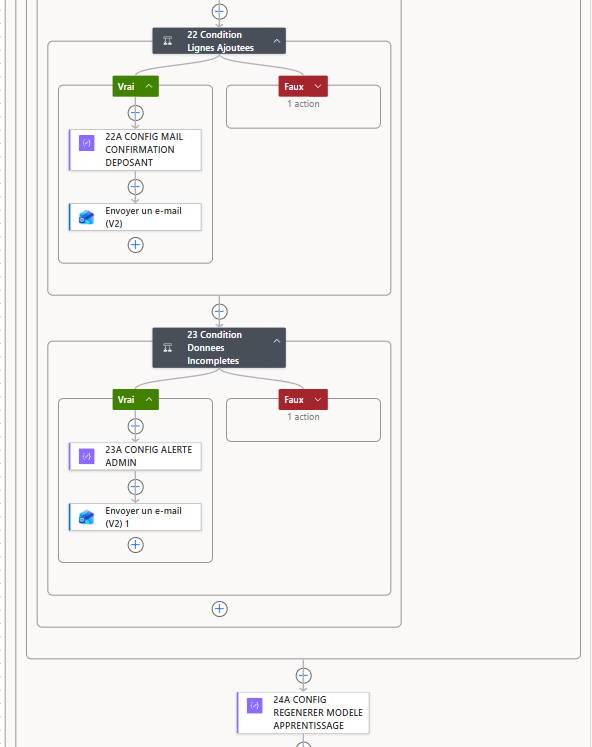 22 Condition
Lignes Ajoutees
Vrai
Faux
1 action
22A CONFIG MAIL
CONFIRMATION
DEPOSANT
Envoyer un e-mail
(V2)
23 Condition
Donnees
Incompletes
Vrai
Faux
1 action
23A CONFIG ALERTE
ADMIN
Envoyer un e-mail
(V2) 1
24A CONFIG
REGENERER MODELE
APPRENTISSAGE